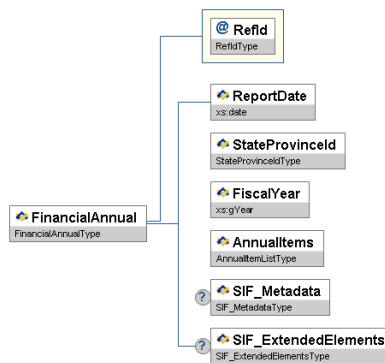 @ RefId
RefIdType
ReportDate
xs:date
StateProvinceId
StateProvinceIdType
FiscalYear
xs:gYear
FinancialAnnual
FinancialAnnualType
AnnualItems
AnnualItemListType
? SIF_Metadata
SIF_MetadataType
? SIF_ExtendedElements
SIF_ExtendedElementsType